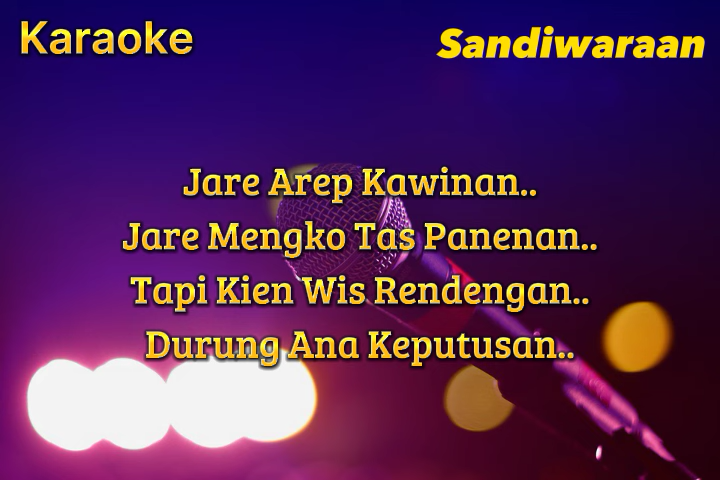 Karaoke
Sandiwaraan
Jare Arep Kawinan..
Jare Mengko Tas Panenan..
Tapi Kien Wis Rendengan..
Durung Ana Keputusan..